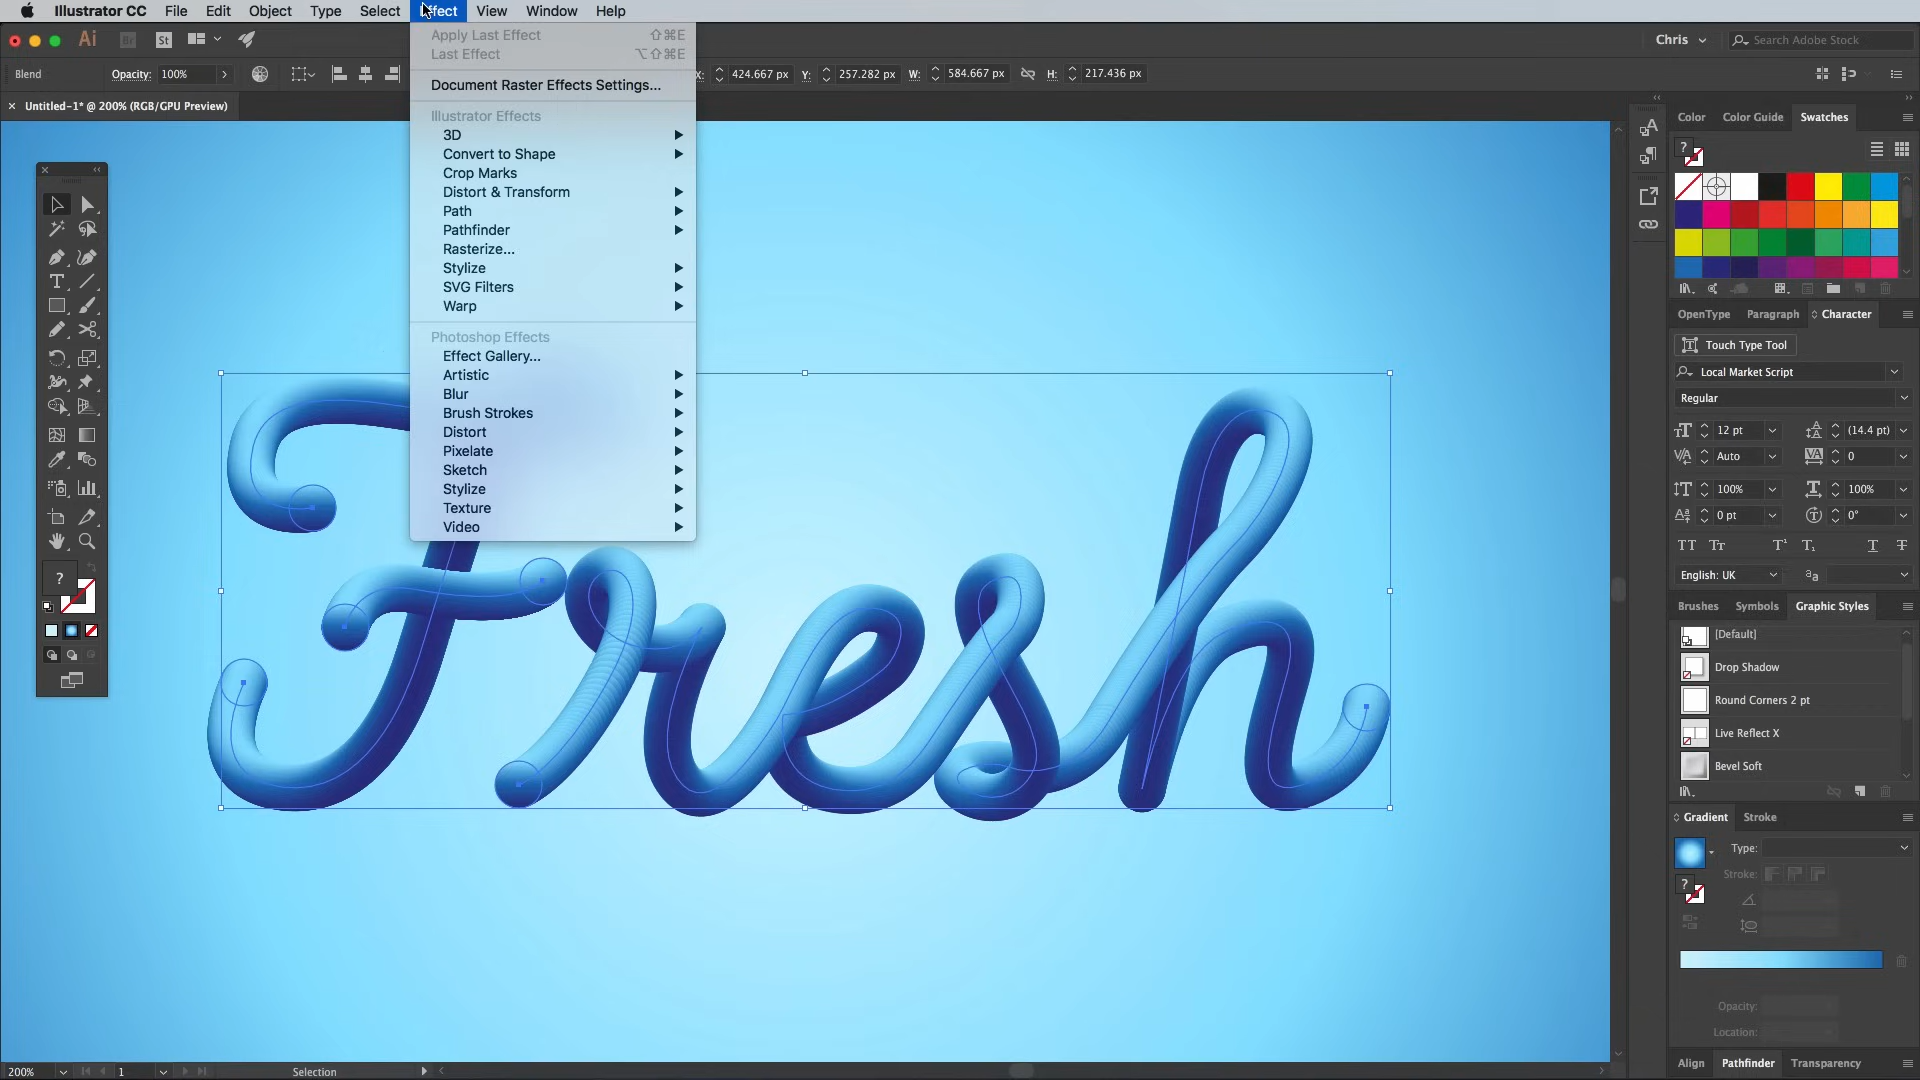 Illustrator CC File Edit Object Type Select Effect View Window Help
Ai Br St Chris Search Adobe Stock
Blend Opacity: 100% X: 424.667 px Y: 257.282 px W: 584.667 px H: 217.436 px
Untitled-1* @ 200% (RGB/GPU Preview)
Apply Last Effect ⇧⌘E
Last Effect ⌥⇧⌘E
Document Raster Effects Settings...
Illustrator Effects
3D
Convert to Shape
Crop Marks
Distort & Transform
Path
Pathfinder
Rasterize...
Stylize
SVG Filters
Warp
Photoshop Effects
Effect Gallery...
Artistic
Blur
Brush Strokes
Distort
Pixelate
Sketch
Stylize
Texture
Video
Fresh
Color Color Guide Swatches
OpenType Paragraph Character
Touch Type Tool
Local Market Script
Regular
12 pt (14.4 pt)
Auto 0
100% 100%
0 pt 0°
English: UK
Brushes Symbols Graphic Styles
[Default]
Drop Shadow
Round Corners 2 pt
Live Reflect X
Bevel Soft
Gradient Stroke
Type:
Stroke:
Opacity:
Location:
Align Pathfinder Transparency
200% 1 Selection